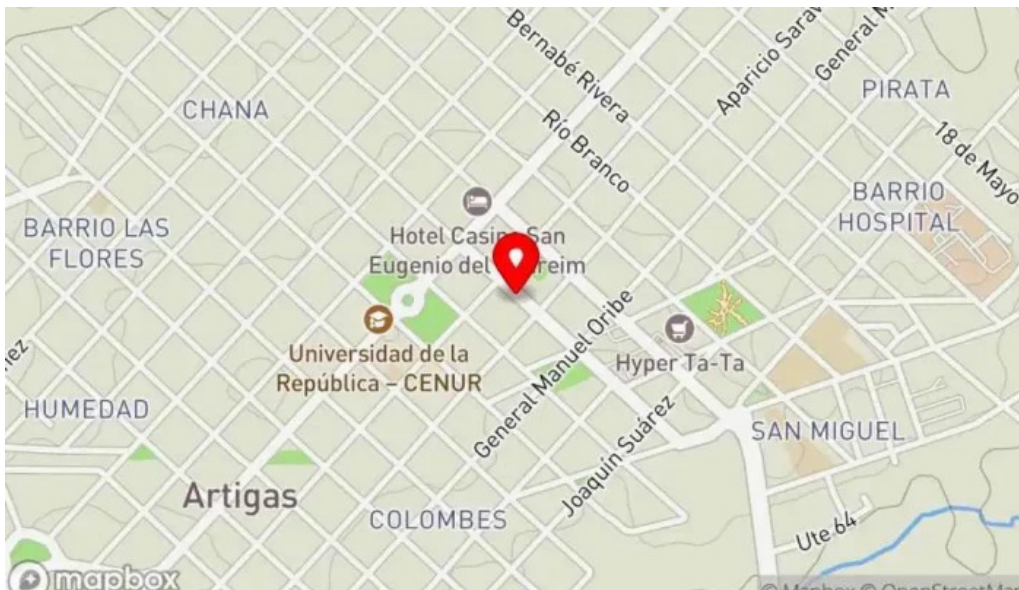 Bernabé Rivera
Aparicio Sarav
General M
PIRATA
CHANA
Río Branco
18 de Mayo
BARRIO
HOSPITAL
BARRIO LAS
FLORES
Hotel Casino San
Eugenio del
reim
General Manuel Oribe
Hyper Ta-Ta
Universidad de la
República – CENUR
nez
HUMEDAD
Joaquín Suárez
SAN MIGUEL
Artigas
COLOMBES
Ute 64
mapbox
© Mapbox © OpenStreetMap